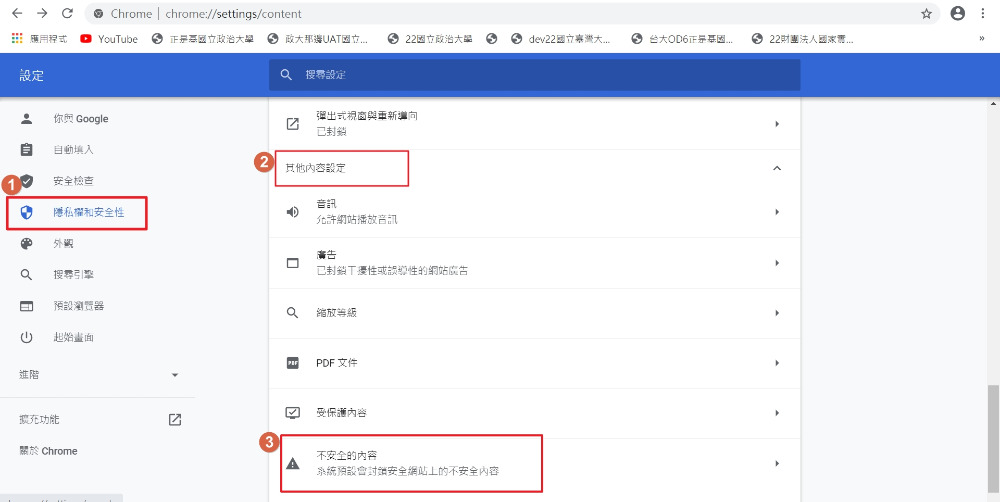 Chrome | chrome://settings/content
應用程式 YouTube 正是基國立政治大學 政大那邊UAT國立... 22國立政治大學 dev22國立臺灣大... 台大OD6正是基國... 22財團法人國家實... »
設定
搜尋設定
你與 Google
自動填入
安全檢查
1
隱私權和安全性
外觀
搜尋引擎
預設瀏覽器
起始畫面
進階
擴充功能
關於 Chrome
彈出式視窗與重新導向
已封鎖
2
其他內容設定
音訊
允許網站播放音訊
廣告
已封鎖干擾性或誤導性的網站廣告
縮放等級
PDF
PDF 文件
受保護內容
3
不安全的內容
系統預設會封鎖安全網站上的不安全內容